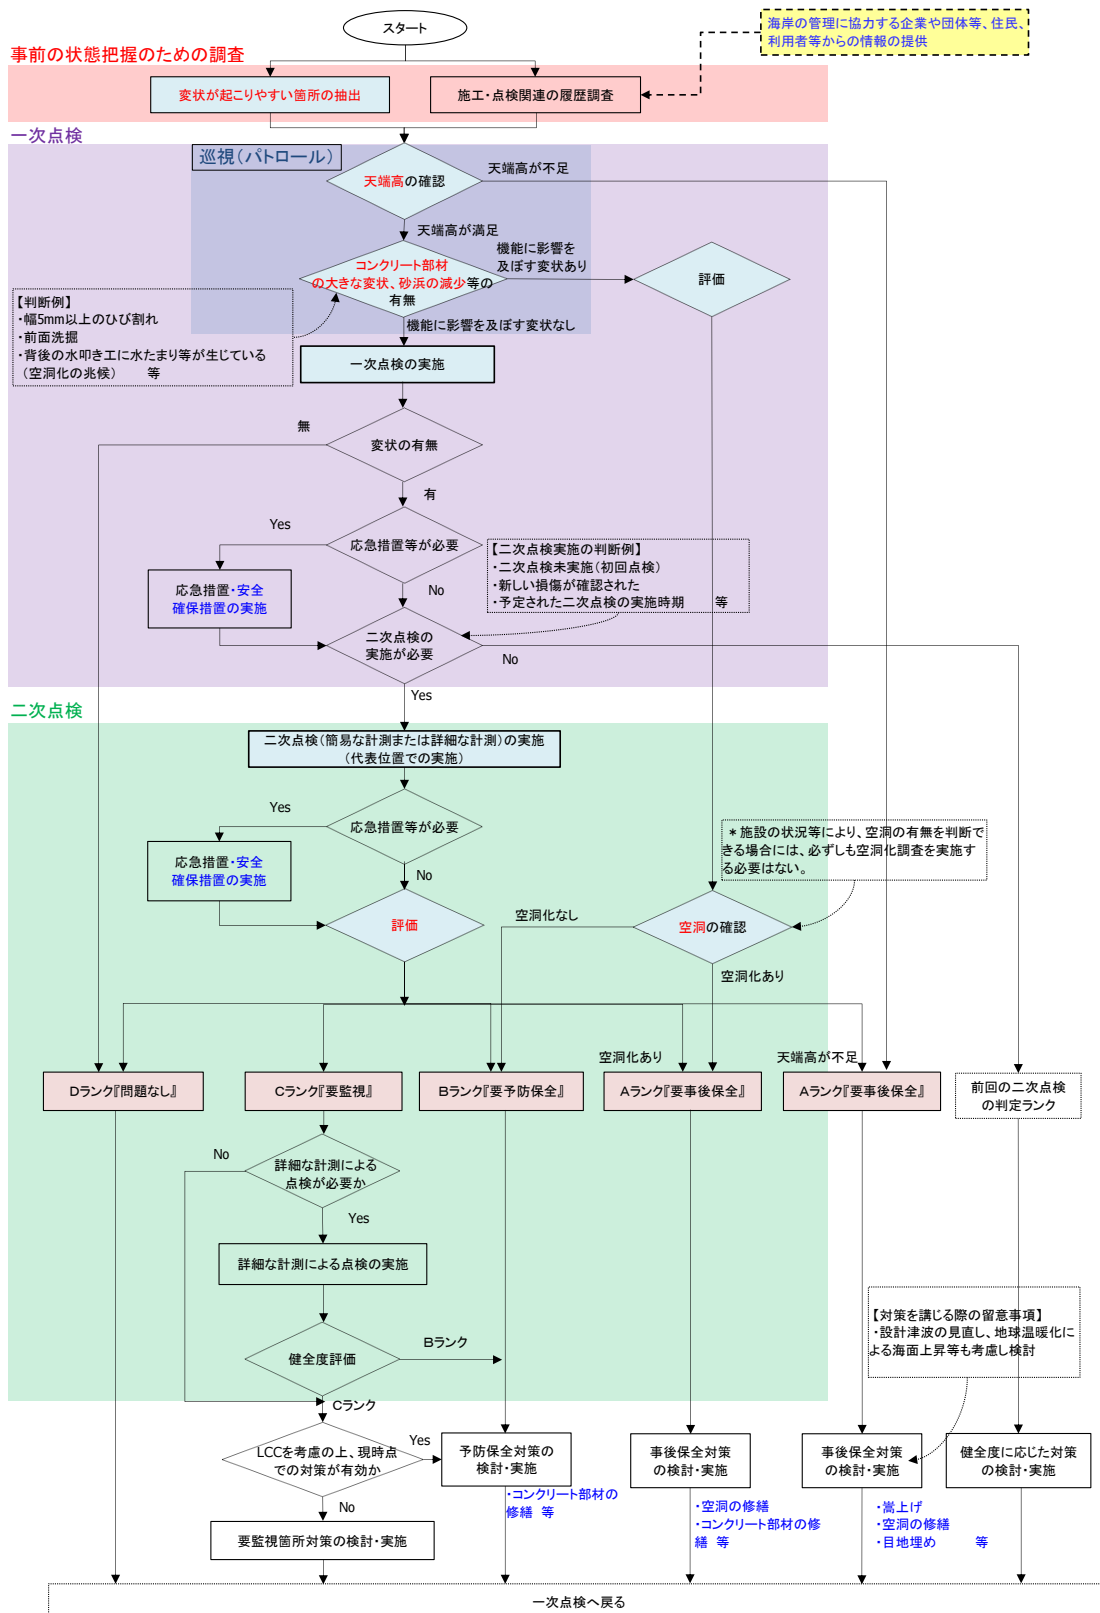 スタート
海岸の管理に協力する企業や団体等、住民、
利用者等からの情報の提供
事前の状態把握のための調査
変状が起こりやすい箇所の抽出
施工・点検関連の履歴調査
一次点検
巡視（パトロール）
天端高の確認
天端高が不足
天端高が満足
機能に影響を
及ぼす変状あり
コンクリート部材
の大きな変状、砂浜の減少等の
有無
評価
【判断例】
・幅5mm以上のひび割れ
・前面洗掘
・背後の水叩き工に水たまり等が生じている
（空洞化の兆候）　　等
機能に影響を及ぼす変状なし
一次点検の実施
無
変状の有無
有
Yes
応急措置等が必要
【二次点検実施の判断例】
・二次点検未実施（初回点検）
・新しい損傷が確認された
・予定された二次点検の実施時期　　等
応急措置・安全
確保措置の実施
No
二次点検の
実施が必要
No
Yes
二次点検
二次点検（簡易な計測または詳細な計測）の実施
（代表位置での実施）
Yes
応急措置等が必要
＊施設の状況等により、空洞の有無を判断で
きる場合には、必ずしも空洞化調査を実施す
る必要はない。
応急措置・安全
確保措置の実施
No
評価
空洞化なし
空洞の確認
空洞化あり
空洞化あり
天端高が不足
Dランク『問題なし』
Cランク『要監視』
Bランク『要予防保全』
Aランク『要事後保全』
Aランク『要事後保全』
前回の二次点検
の判定ランク
No
詳細な計測による
点検が必要か
Yes
詳細な計測による点検の実施
【対策を講じる際の留意事項】
・設計津波の見直し、地球温暖化に
よる海面上昇等も考慮し検討
健全度評価
Bランク
Cランク
LCCを考慮の上、現時点
での対策が有効か
Yes
予防保全対策の
検討・実施
事後保全対策
の検討・実施
事後保全対策
の検討・実施
健全度に応じた対策
の検討・実施
・コンクリート部材の
修繕 等
・空洞の修繕
・コンクリート部材の修
繕 等
・嵩上げ
・空洞の修繕
・目地埋め　　　等
No
要監視箇所対策の検討・実施
一次点検へ戻る